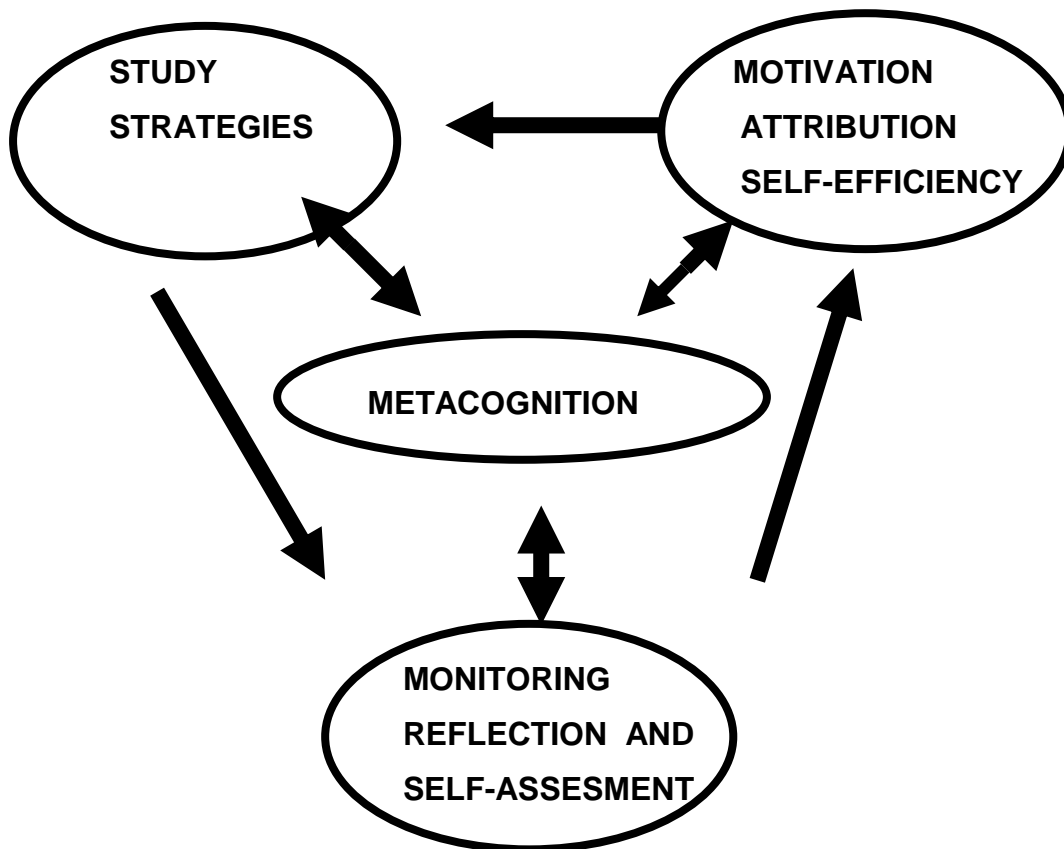 STUDY
STRATEGIES
MOTIVATION
ATTRIBUTION
SELF-EFFICIENCY
METACOGNITION
MONITORING
REFLECTION AND
SELF-ASSESMENT